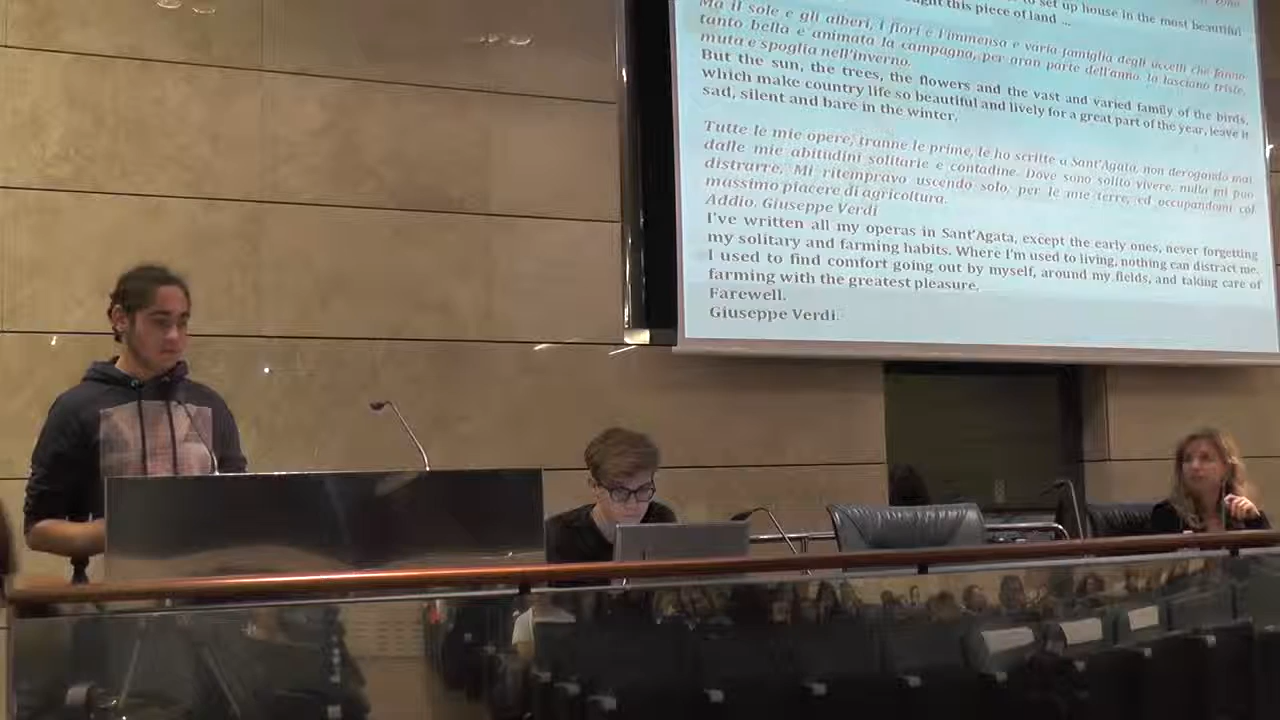 to set up house in the most beautiful
ught this piece of land ...
Ma il sole e gli alberi, i fiori e l'immensa e varia famiglia degli uccelli che fanno
tanto bella e animata la campagna, per gran parte dell'anno, la lasciano triste,
muta e spoglia nell'inverno.
But the sun, the trees, the flowers and the vast and varied family of the birds,
which make country life so beautiful and lively for a great part of the year, leave it
sad, silent and bare in the winter.
Tutte le mie opere, tranne le prime, le ho scritte a Sant'Agata, non derogando mai
dalle mie abitudini solitarie e contadine. Dove sono solito vivere, nulla mi può
distrarre. Mi ritempravo uscendo solo, per le mie terre, ed occupandomi col
massimo piacere di agricoltura.
Addio. Giuseppe Verdi
I've written all my operas in Sant'Agata, except the early ones, never forgetting
my solitary and farming habits. Where I'm used to living, nothing can distract me.
I used to find comfort going out by myself, around my fields, and taking care of
farming with the greatest pleasure.
Farewell.
Giuseppe Verdi.